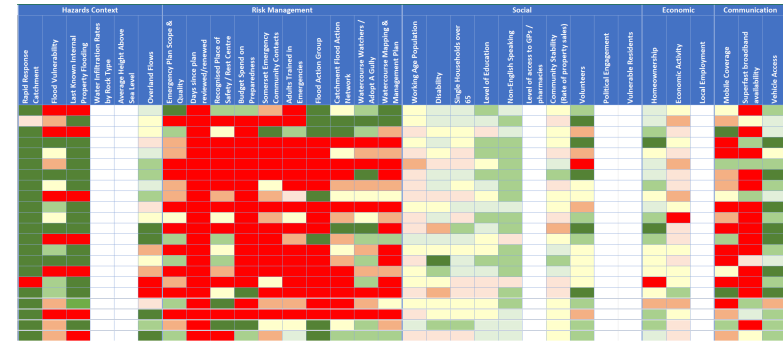 Hazards Context
Risk Management
Social
Economic
Communication
Rapid Response
Catchment
Flood Vulnerability
Last Known Internal
Property Flooding
Water Infiltration Rates
by Rock Type
Average Height Above
Sea Level
Overland Flows
Emergency Plan Scope &
Quality
Days since plan
reviewed/renewed
Recognised Place of
Safety / Rest Centre
Budget Spend on
Preparedness
Somerset Emergency
Community Contacts
Adults Trained in
Emergencies
Flood Action Group
Catchment Flood Action
Network
Watercourse Watchers /
Adopt A Gully
Watercourse Mapping &
Management Plan
Working Age Population
Disability
Single Households over
65
Level of Education
Non-English Speaking
Level of access to GPs /
pharmacies
Community Stability
(Rate of property sales)
Volunteers
Political Engagement
Vulnerable Residents
Homeownership
Economic Activity
Local Employment
Mobile Coverage
Superfast broadband
availability
Vehicle Access